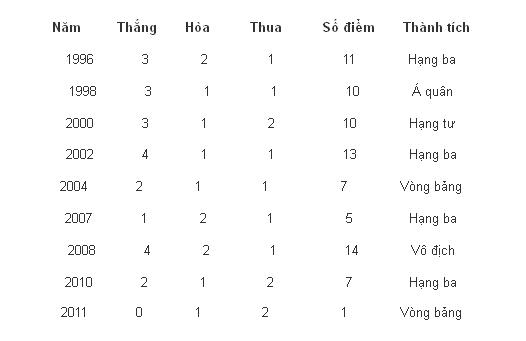 Năm Thắng Hòa Thua Số điểm Thành tích
1996 3 2 1 11 Hạng ba
1998 3 1 1 10 Á quân
2000 3 1 2 10 Hạng tư
2002 4 1 1 13 Hạng ba
2004 2 1 1 7 Vòng bảng
2007 1 2 1 5 Hạng ba
2008 4 2 1 14 Vô địch
2010 2 1 2 7 Hạng ba
2011 0 1 2 1 Vòng bảng